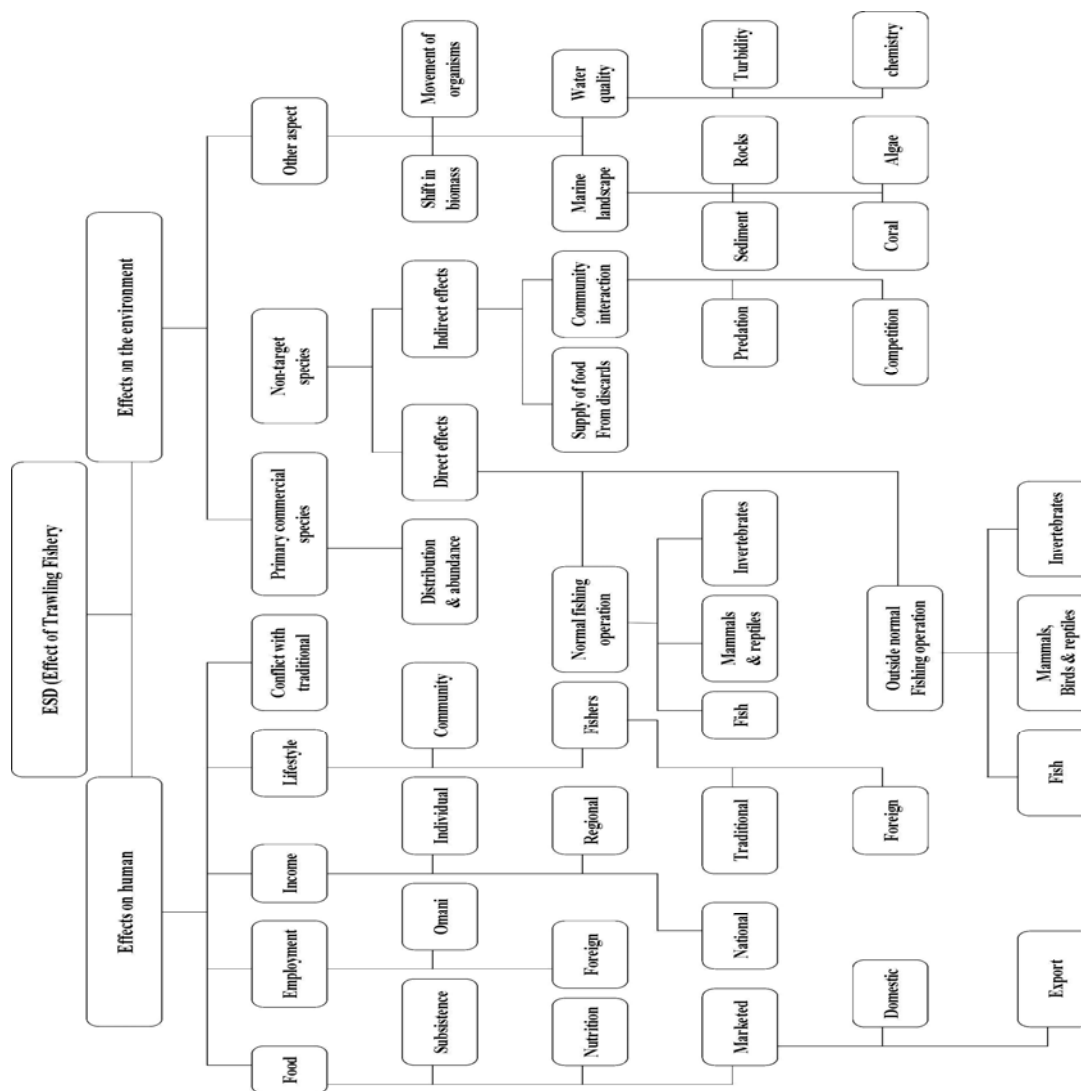 ESD (Effect of Trawling Fishery
Effects on human
Effects on the environment
Food
Employment
Income
Lifestyle
Conflict with
traditional
Primary commercial
species
Non-target
species
Other aspect
Subsistence
Omani
Individual
Community
Distribution
& abundance
Direct effects
Indirect effects
Shift in
biomass
Movement of
organisms
Nutrition
Foreign
Regional
Fishers
Normal fishing
operation
Supply of food
From discards
Community
interaction
Marine
landscape
Water
quality
Marketed
National
Traditional
Fish
Mammals
& reptiles
Invertebrates
Predation
Sediment
Rocks
Turbidity
Domestic
Foreign
Outside normal
Fishing operation
Competition
Coral
Algae
chemistry
Export
Fish
Mammals,
Birds & reptiles
Invertebrates